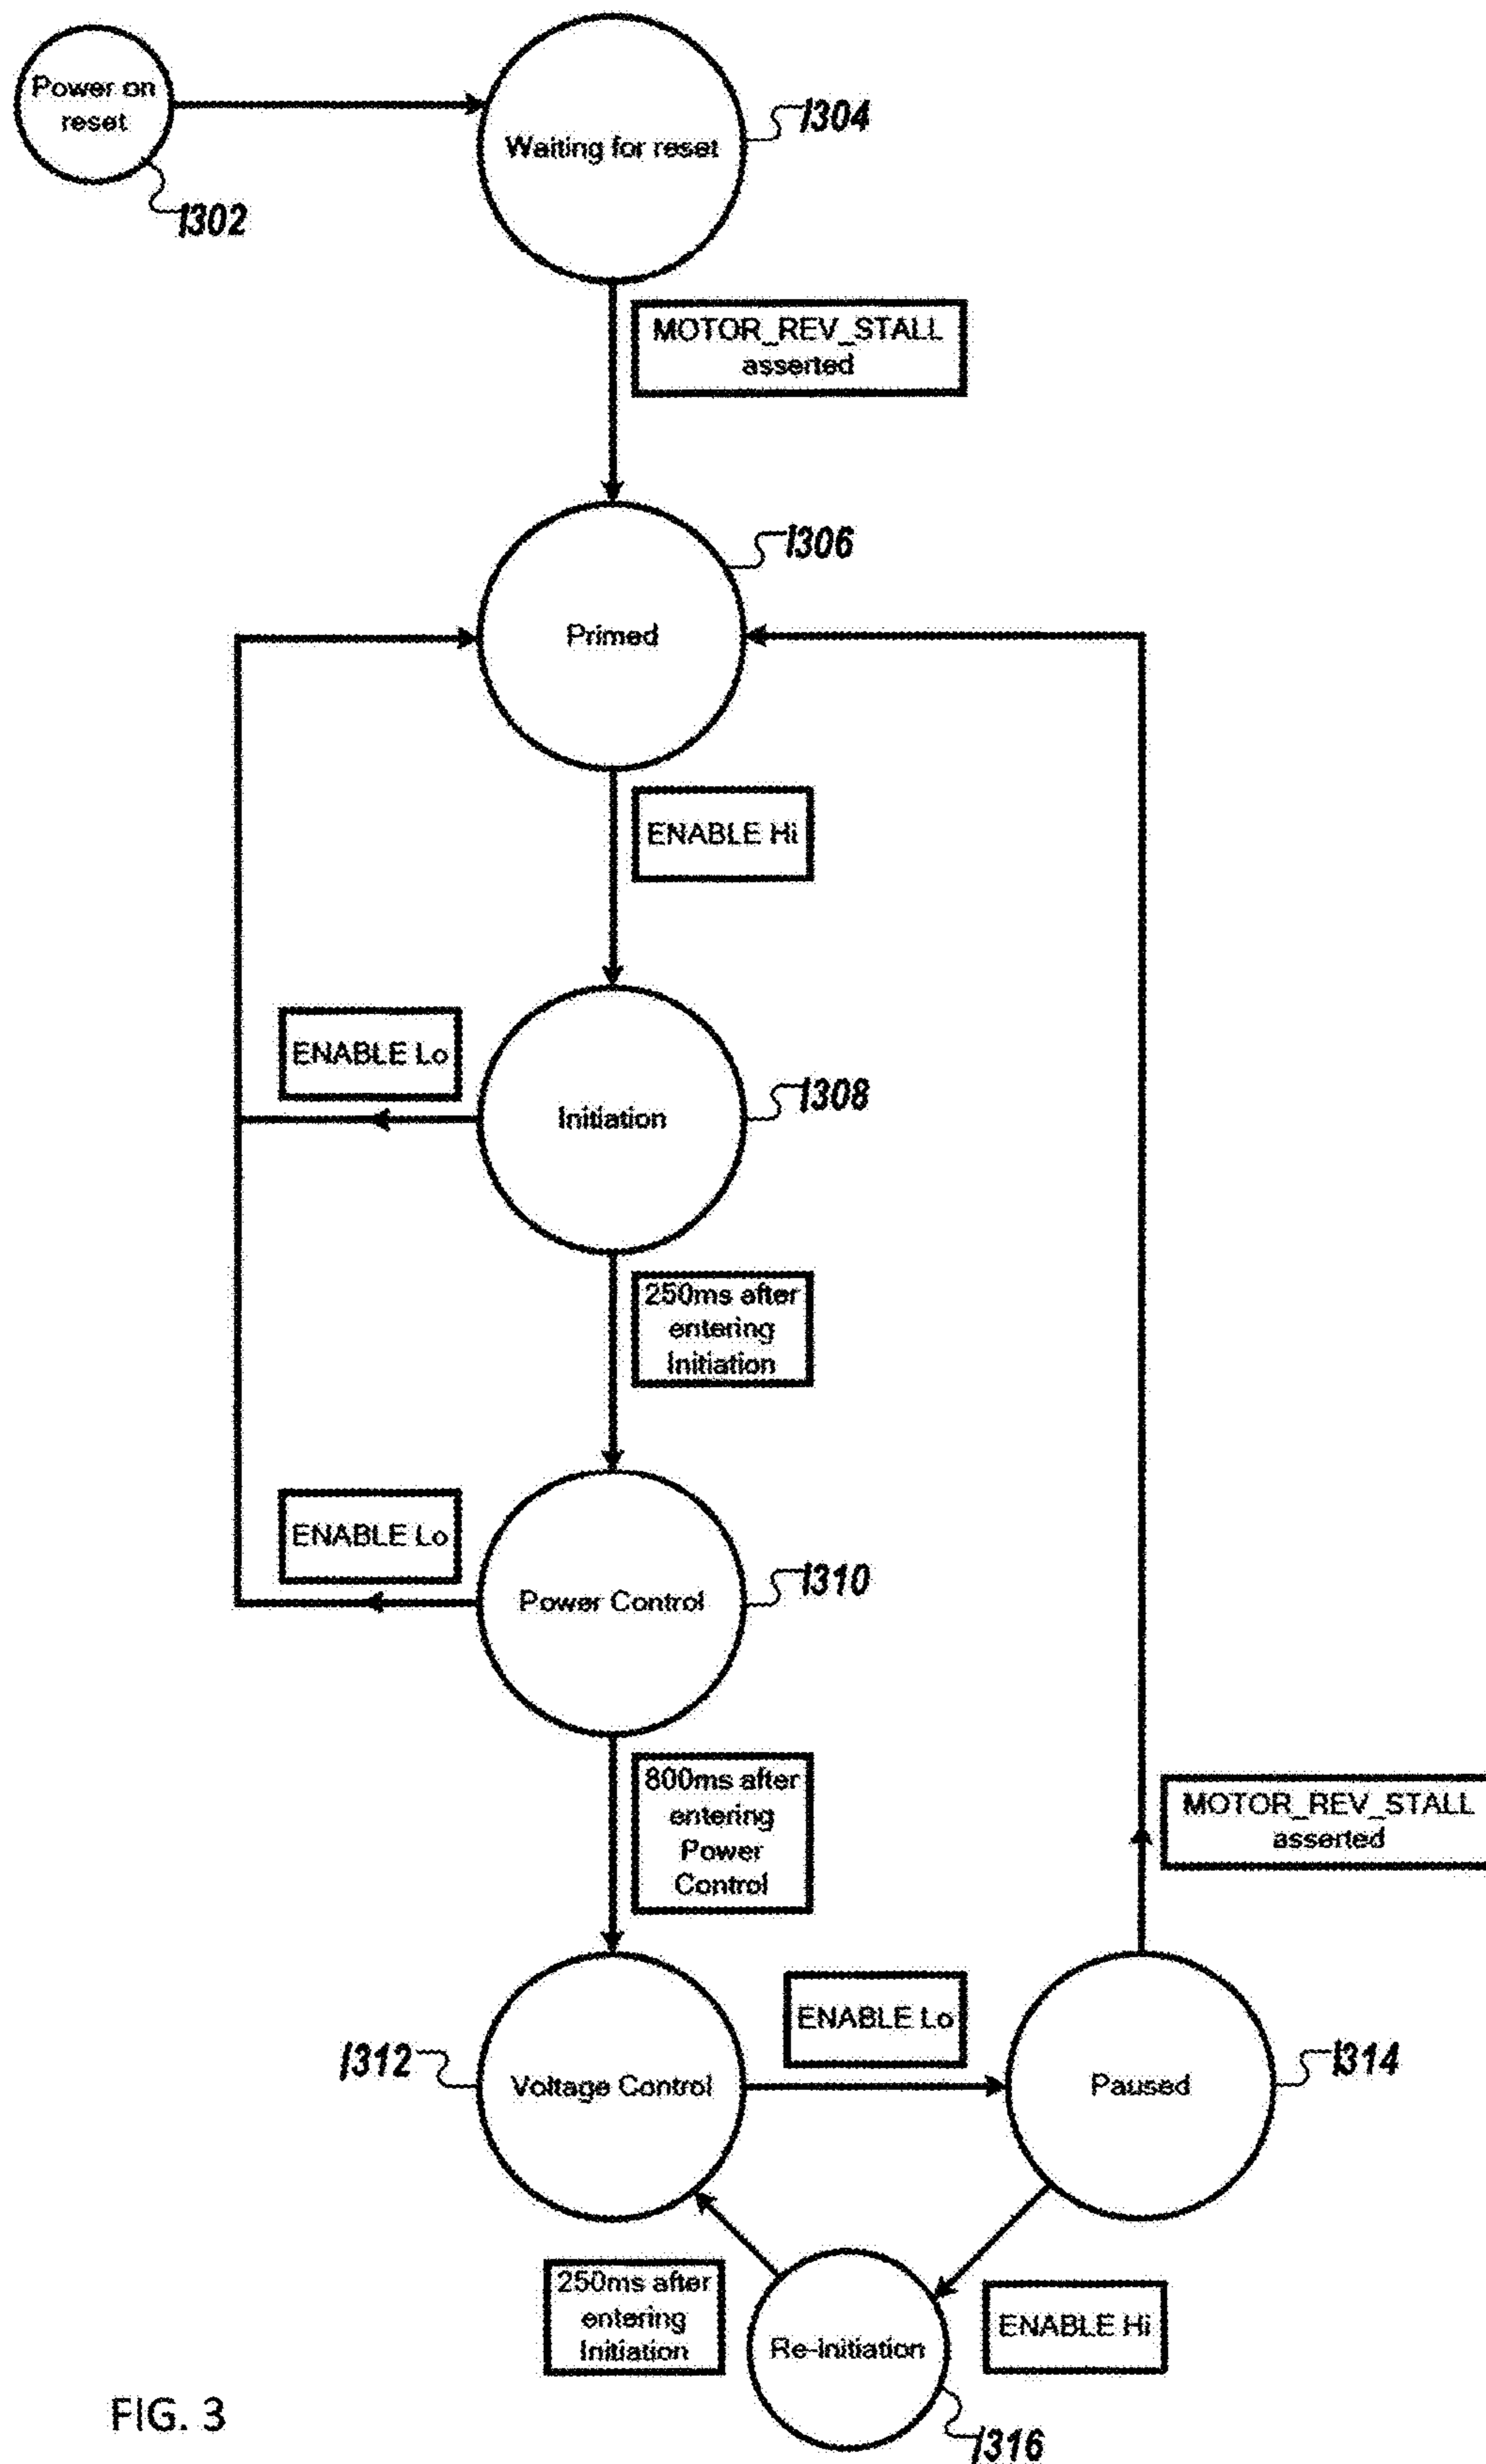 Power on
reset
1302
Waiting for reset
1304
MOTOR_REV_STALL
asserted
1306
Primed
ENABLE Hi
ENABLE Lo
1308
Initiation
250ms after
entering
Initiation
ENABLE Lo
1310
Power Control
800ms after
entering
Power
Control
MOTOR_REV_STALL
asserted
ENABLE Lo
1312
Voltage Control
Paused
1314
250ms after
entering
Initiation
Re-Initiation
ENABLE Hi
1316
FIG. 3